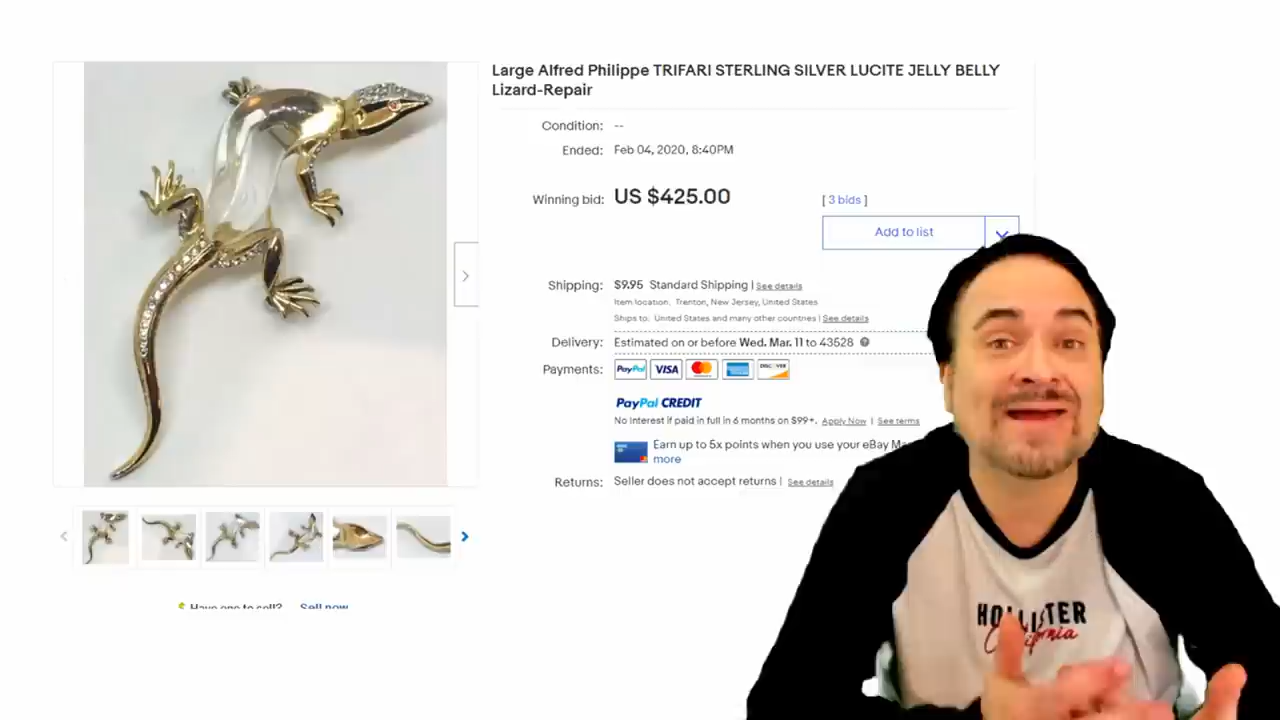 Large Alfred Philippe TRIFARI STERLING SILVER LUCITE JELLY BELLY
Lizard-Repair
Condition: --
Ended: Feb 04, 2020, 8:40PM
Winning bid: US $425.00 [ 3 bids ]
Add to list
Shipping: $9.95 Standard Shipping | See details
Item location: Trenton, New Jersey, United States
Ships to: United States and many other countries | See details
Delivery: Estimated on or before Wed. Mar. 11 to 43528
Payments: PayPal VISA DISCOVER
PayPal CREDIT
No Interest if paid in full in 6 months on $99+. Apply Now | See terms
Earn up to 5x points when you use your eBay
more
Returns: Seller does not accept returns | See details
Have one to sell? Sell now
HOLLISTER
California